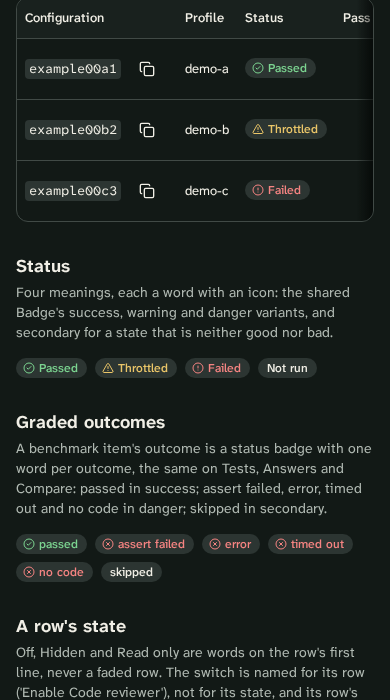 Configuration Profile Status Pass
example00a1 demo-a Passed
example00b2 demo-b Throttled
example00c3 demo-c Failed
Status
Four meanings, each a word with an icon: the shared
Badge's success, warning and danger variants, and
secondary for a state that is neither good nor bad.
Passed Throttled Failed Not run
Graded outcomes
A benchmark item's outcome is a status badge with one
word per outcome, the same on Tests, Answers and
Compare: passed in success; assert failed, error, timed
out and no code in danger; skipped in secondary.
passed assert failed error timed out
no code skipped
A row's state
Off, Hidden and Read only are words on the row's first
line, never a faded row. The switch is named for its row
('Enable Code reviewer'), not for its state, and its row's